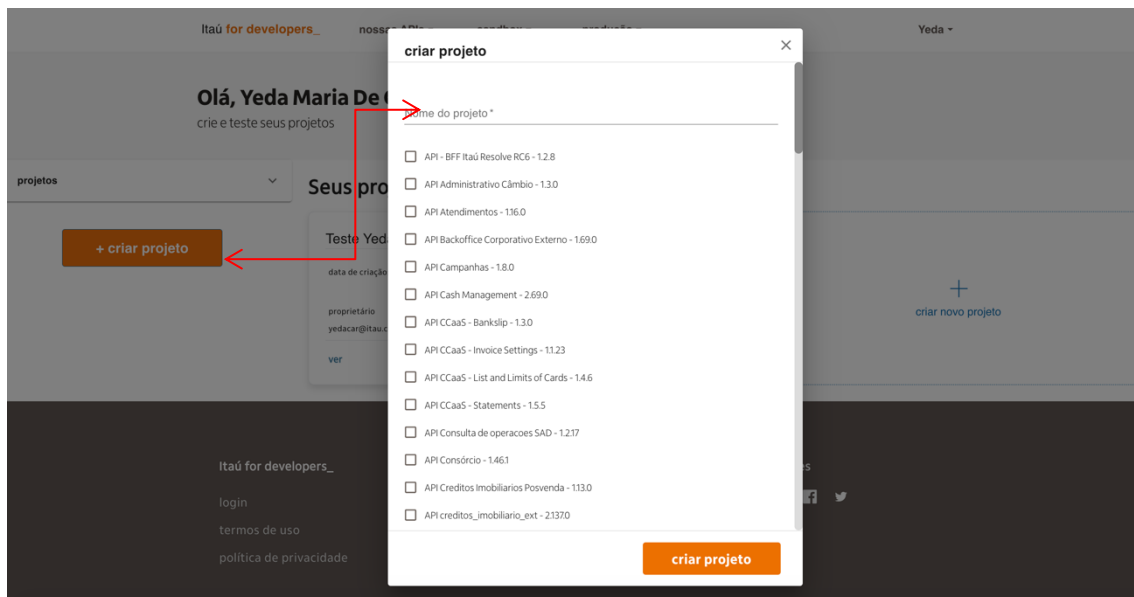 Itaú for developers_
Yeda
criar projeto
Olá, Yeda Maria De
crie e teste seus projetos
Nome do projeto *
projetos
Seus pro
+ criar projeto
Teste Yed
data de criação
proprietário
yedacar@itau.c
ver
API - BFF Itaú Resolve RC6 - 1.2.8
API Administrativo Câmbio - 1.3.0
API Atendimentos - 1.16.0
API Backoffice Corporativo Externo - 1.69.0
API Campanhas - 1.8.0
API Cash Management - 2.69.0
API CCaaS - Bankslip - 1.3.0
API CCaaS - Invoice Settings - 1.1.23
API CCaaS - List and Limits of Cards - 1.4.6
API CCaaS - Statements - 1.5.5
API Consulta de operacoes SAD - 1.2.17
API Consórcio - 1.46.1
API Creditos Imobiliarios Posvenda - 1.13.0
API creditos_imobiliario_ext - 2.137.0
criar novo projeto
criar projeto
Itaú for developers_
login
termos de uso
política de privacidade